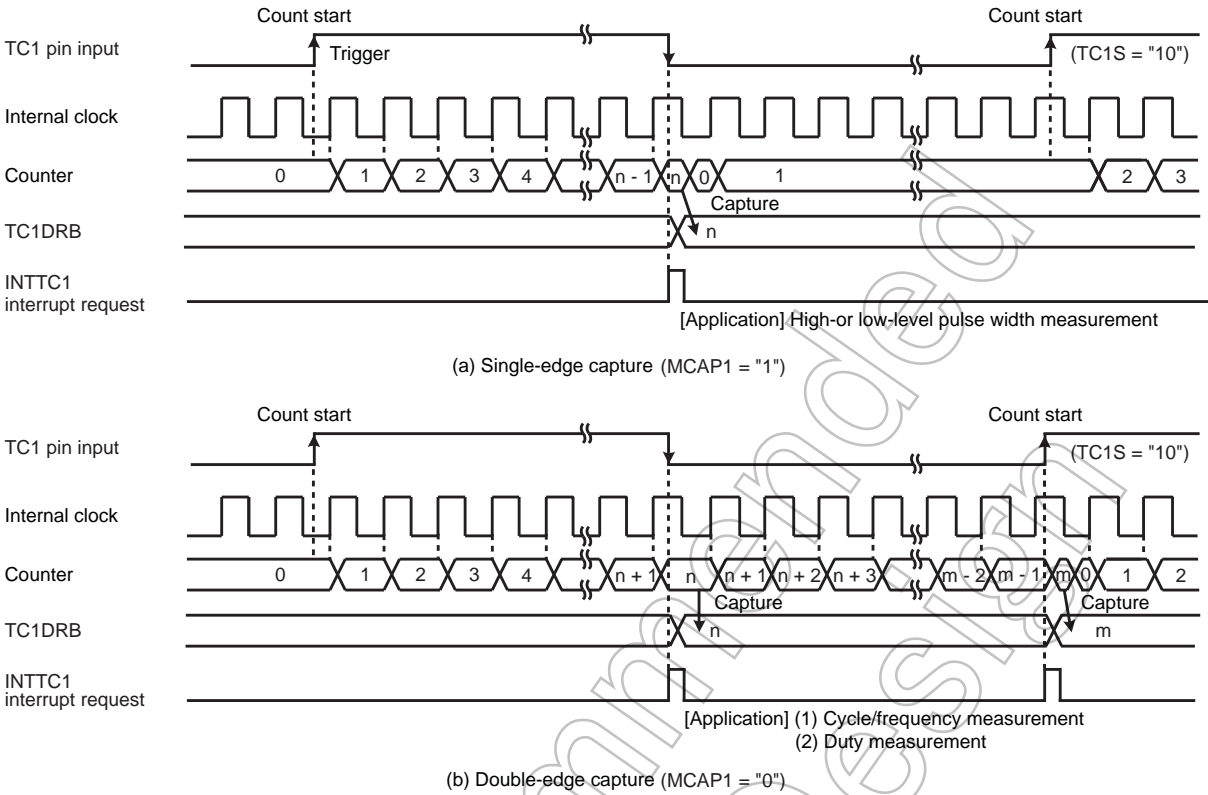 Count start Count start
TC1 pin input Trigger (TC1S = "10")
Internal clock
Counter 0 1 2 3 4 n - 1 n 0 1 2 3
Capture
TC1DRB n
INTTC1
interrupt request
[Application] High-or low-level pulse width measurement
(a) Single-edge capture (MCAP1 = "1")
Count start Count start
TC1 pin input (TC1S = "10")
Internal clock
Counter 0 1 2 3 4 n + 1 n n + 1 n + 2 n + 3 m - 2 m - 1 m 0 1 2
Capture Capture
TC1DRB n m
INTTC1
interrupt request
[Application] (1) Cycle/frequency measurement
(2) Duty measurement
(b) Double-edge capture (MCAP1 = "0")